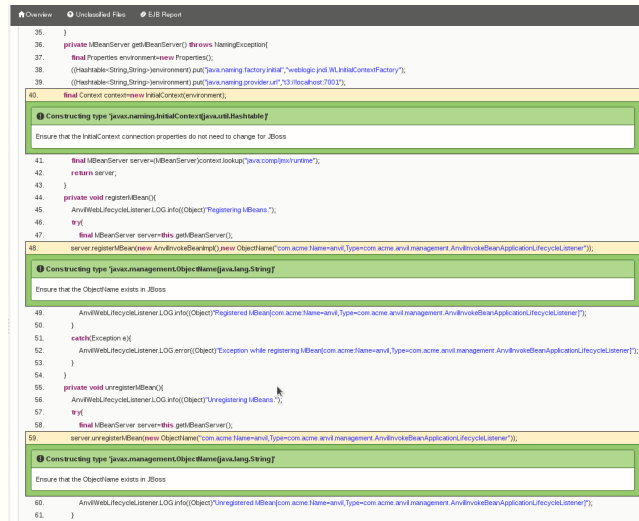 Overview Unclassified Files EJB Report
35. }
36. private MBeanServer getMBeanServer() throws NamingException{
37. final Properties environment=new Properties();
38. ((Hashtable<String,String>)environment).put("java.naming.factory.initial","weblogic.jndi.WLInitialContextFactory");
39. ((Hashtable<String,String>)environment).put("java.naming.provider.url","t3://localhost:7001");
40. final Context context=new InitialContext(environment);
Constructing type 'javax.naming.InitialContext(java.util.Hashtable)'
Ensure that the InitialContext connection properties do not need to change for JBoss
41. final MBeanServer server=(MBeanServer)context.lookup("java:comp/jmx/runtime");
42. return server;
43. }
44. private void registerMBean(){
45. AnvilWebLifecycleListener.LOG.info((Object)"Registering MBeans.");
46. try{
47. final MBeanServer server=this.getMBeanServer();
48. server.registerMBean(new AnvilInvokeBeanImpl(),new ObjectName("com.acme:Name=anvil,Type=com.acme.anvil.management.AnvilInvokeBeanApplicationLifecycleListener"));
Constructing type 'javax.management.ObjectName(java.lang.String)'
Ensure that the ObjectName exists in JBoss
49. AnvilWebLifecycleListener.LOG.info((Object)"Registered MBean[com.acme:Name=anvil,Type=com.acme.anvil.management.AnvilInvokeBeanApplicationLifecycleListener]");
50. }
51. catch(Exception e){
52. AnvilWebLifecycleListener.LOG.error((Object)"Exception while registering MBean[com.acme:Name=anvil,Type=com.acme.anvil.management.AnvilInvokeBeanApplicationLifecycleListener]");
53. }
54. }
55. private void unregisterMBean(){
56. AnvilWebLifecycleListener.LOG.info((Object)"Unregistering MBeans.");
57. try{
58. final MBeanServer server=this.getMBeanServer();
59. server.unregisterMBean(new ObjectName("com.acme:Name=anvil,Type=com.acme.anvil.management.AnvilInvokeBeanApplicationLifecycleListener"));
Constructing type 'javax.management.ObjectName(java.lang.String)'
Ensure that the ObjectName exists in JBoss
60. AnvilWebLifecycleListener.LOG.info((Object)"Unregistered MBean[com.acme:Name=anvil,Type=com.acme.anvil.management.AnvilInvokeBeanApplicationLifecycleListener]");
61. }